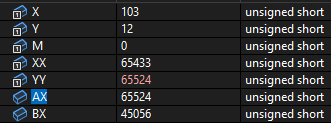 X 103 unsigned short
Y 12 unsigned short
M 0 unsigned short
XX 65433 unsigned short
YY 65524 unsigned short
AX 65524 unsigned short
BX 45056 unsigned short